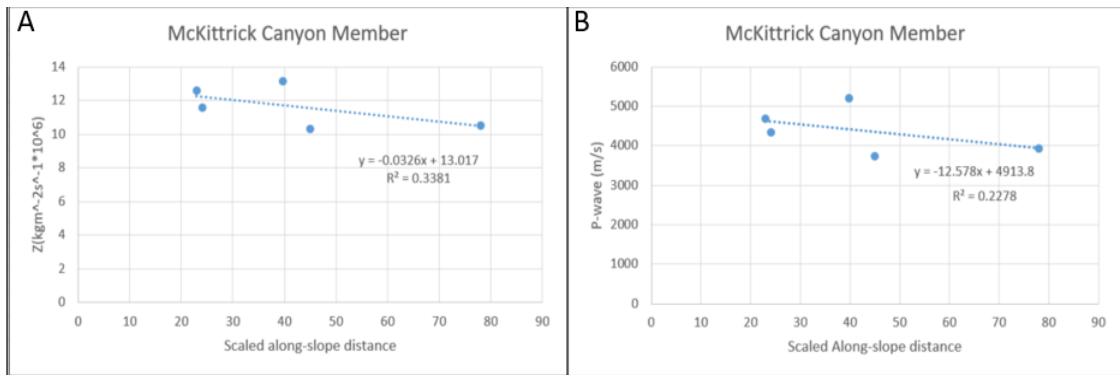 A
McKittrick Canyon Member
14
12
10
8
6
4
2
0
Z(kgm^-2s^-1*10^6)
y = -0.0326x + 13.017
R² = 0.3381
0 10 20 30 40 50 60 70 80 90
Scaled along-slope distance
B
McKittrick Canyon Member
6000
5000
4000
3000
2000
1000
0
P-wave (m/s)
y = -12.578x + 4913.8
R² = 0.2278
0 10 20 30 40 50 60 70 80 90
Scaled Along-slope distance